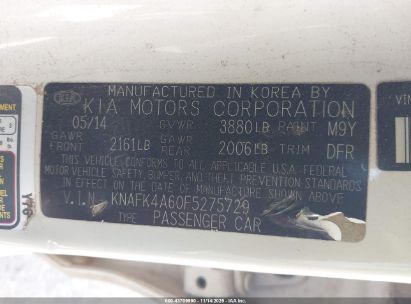 MANUFACTURED IN KOREA BY
KIA KIA MOTORS CORPORATION
05/14 GVWR 3880LB PAINT M9Y
GAWR FRONT 2161LB GAWR REAR 2006LB TRIM DFR
THIS VEHICLE CONFORMS TO ALL APPLICABLE U.S.A. FEDERAL
MOTOR VEHICLE SAFETY, BUMPER, AND THEFT PREVENTION
STANDARDS IN EFFECT ON THE DATE OF MANUFACTURE SHOWN ABOVE
V.I.N. KNAFK4A60F5275729
TYPE PASSENGER CAR
VIN